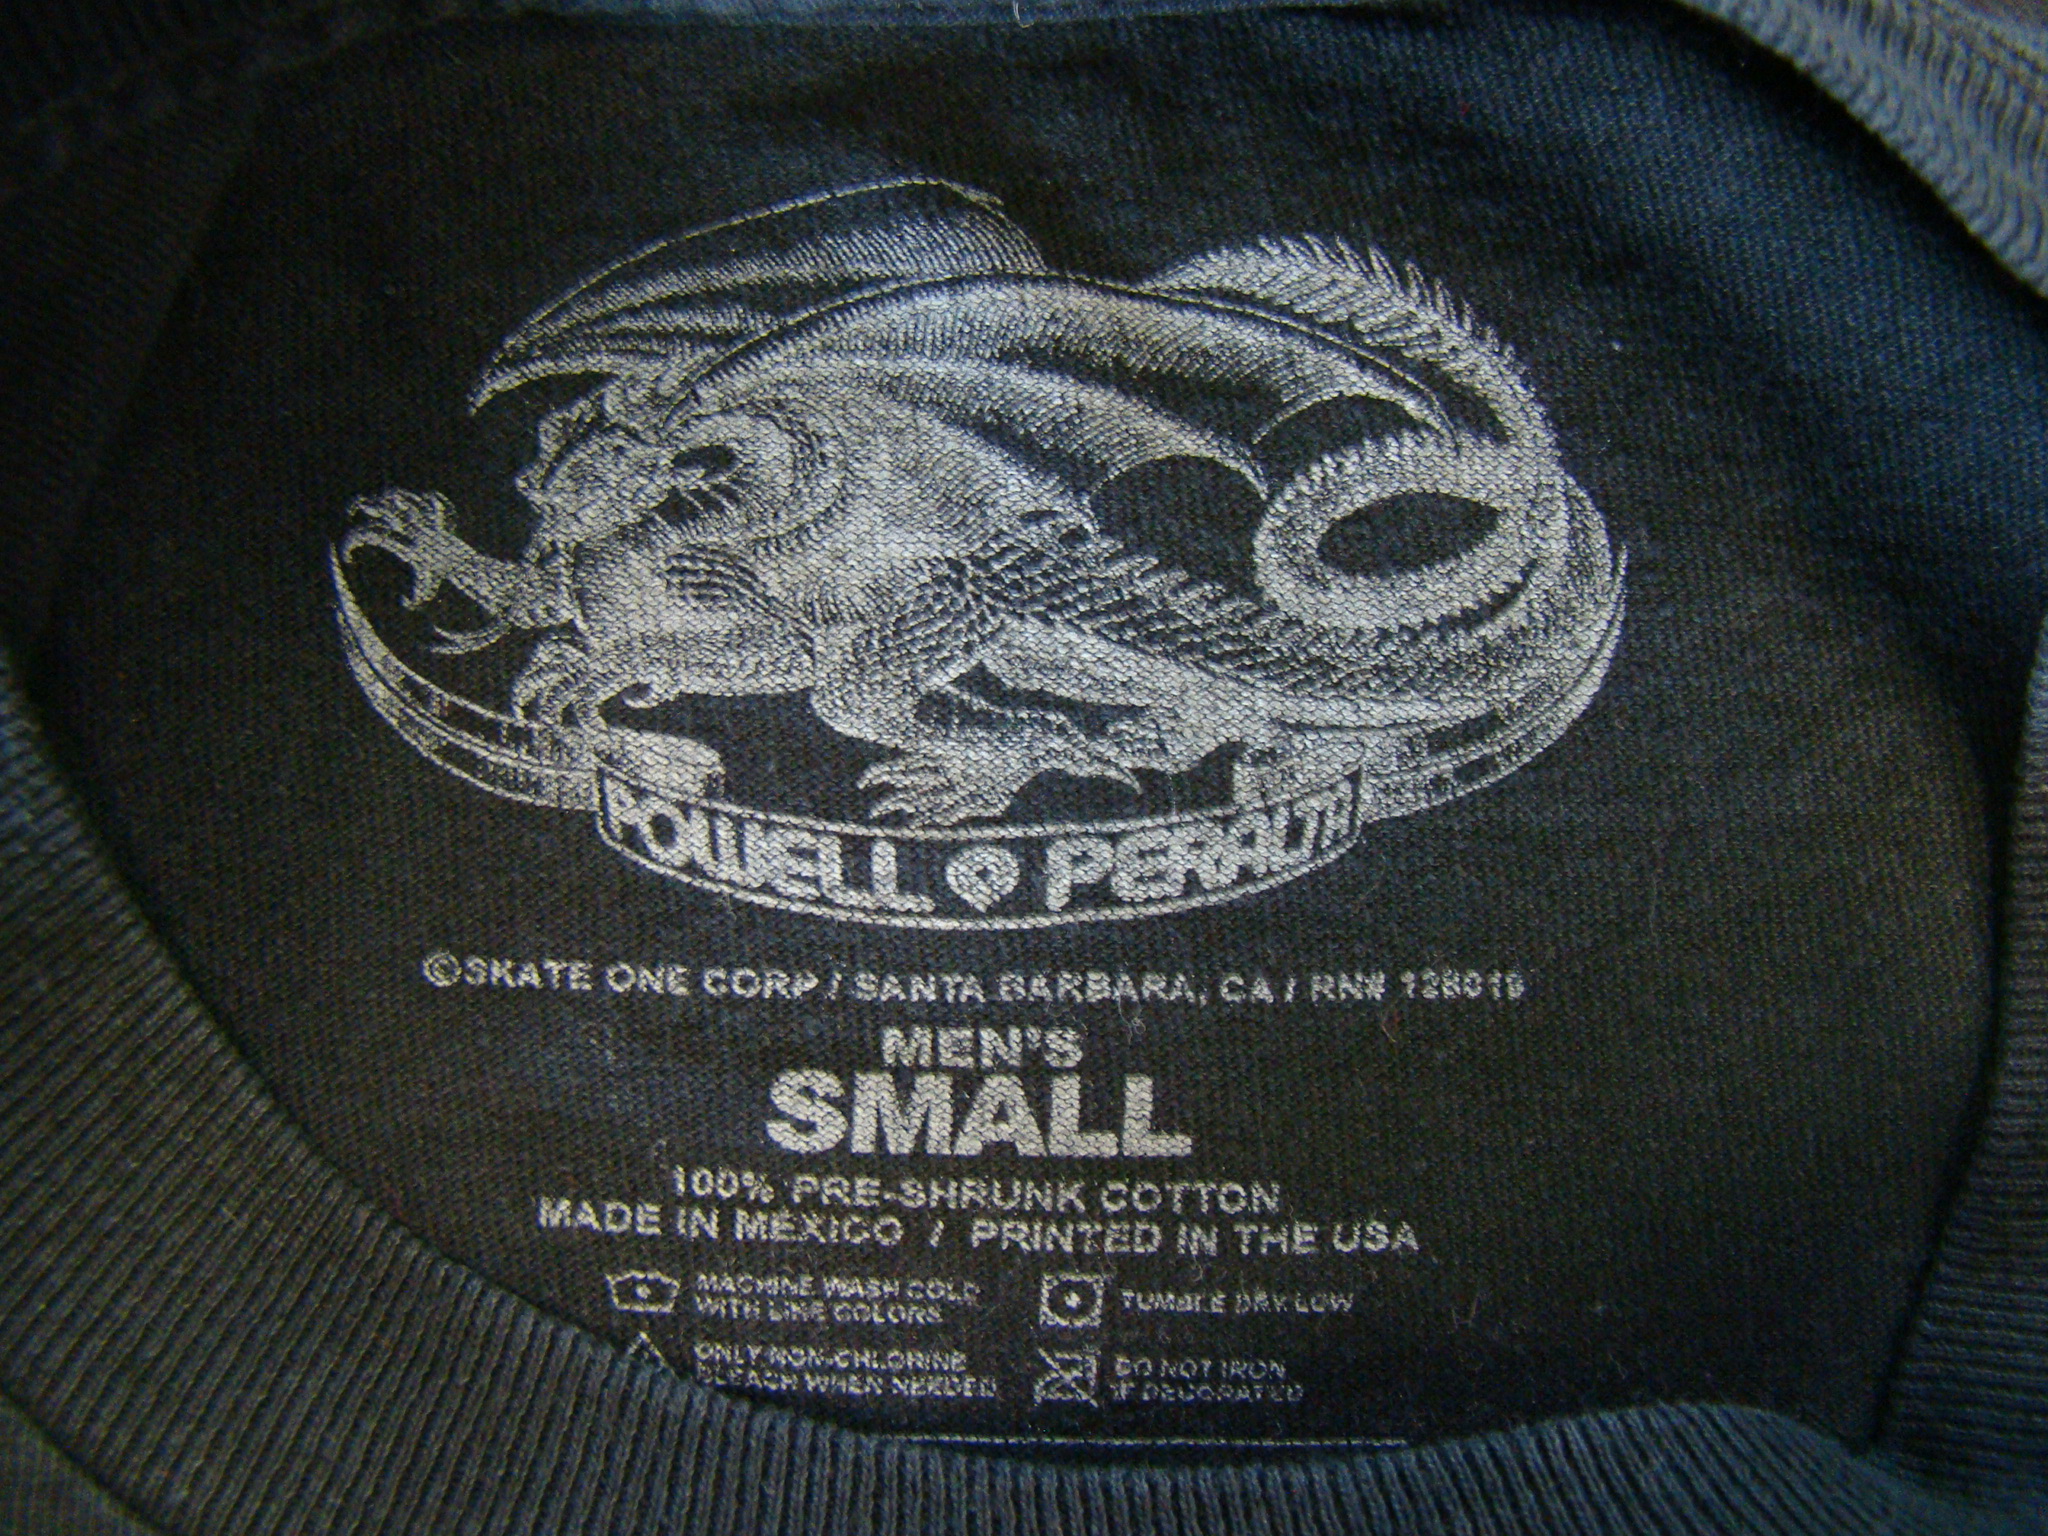 POWELL PERALTA
©SKATE ONE CORP / SANTA BARBARA, CA / RN#
MEN'S
SMALL
100% PRE-SHRUNK COTTON
MADE IN MEXICO / PRINTED IN THE USA
MACHINE WASH COLD
WITH LIKE COLORS
TUMBLE DRY LOW
ONLY NON-CHLORINE
BLEACH WHEN NEEDED
DO NOT IRON
IF DECORATED